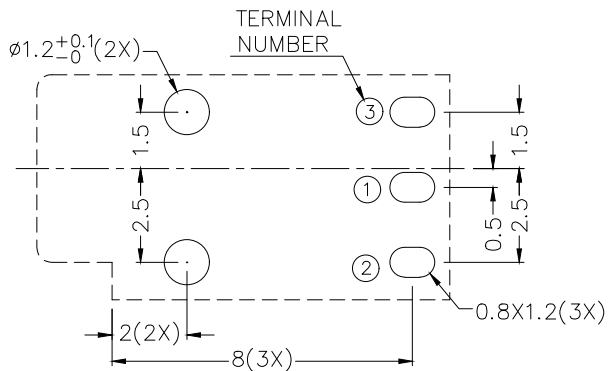 TERMINAL
NUMBER
ø1.2+0.1-0(2X)
3
1.5
1.5
1
2.5
0.5
2.5
2
0.8X1.2(3X)
2(2X)
8(3X)